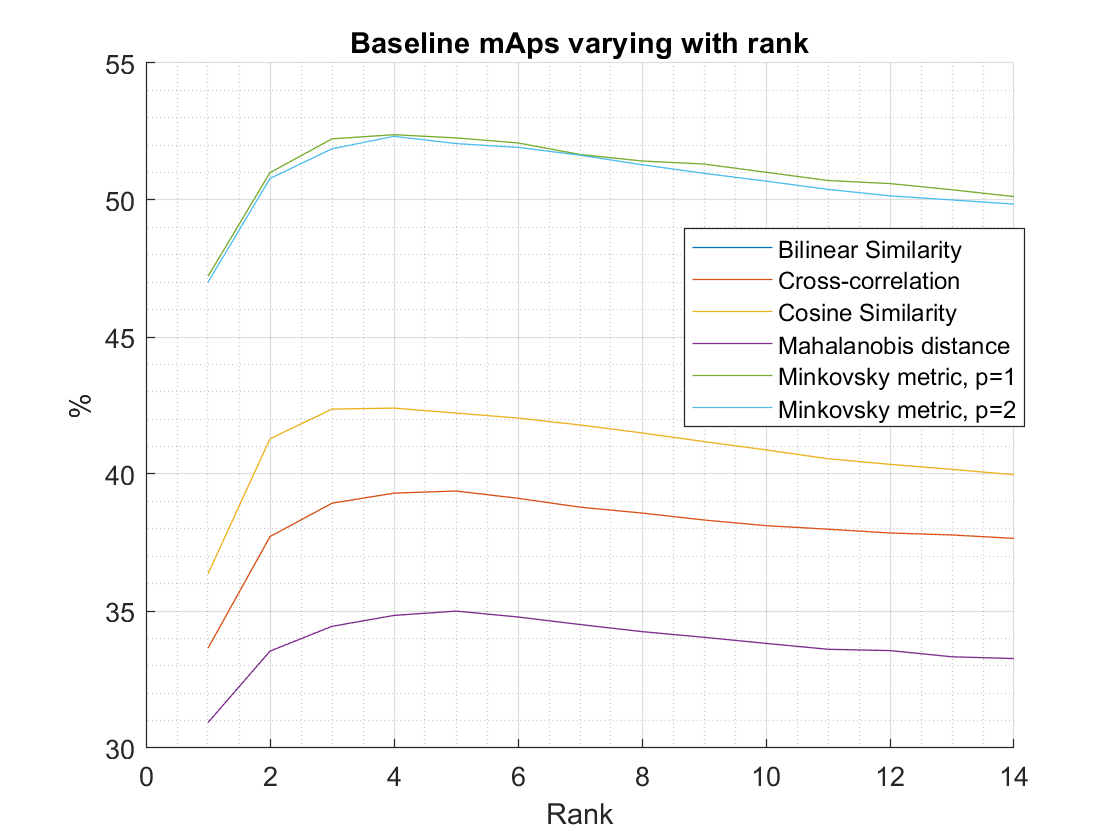 Baseline mAps varying with rank
55
50
45
40
35
30
%
Bilinear Similarity
Cross-correlation
Cosine Similarity
Mahalanobis distance
Minkovsky metric, p=1
Minkovsky metric, p=2
0 2 4 6 8 10 12 14
Rank